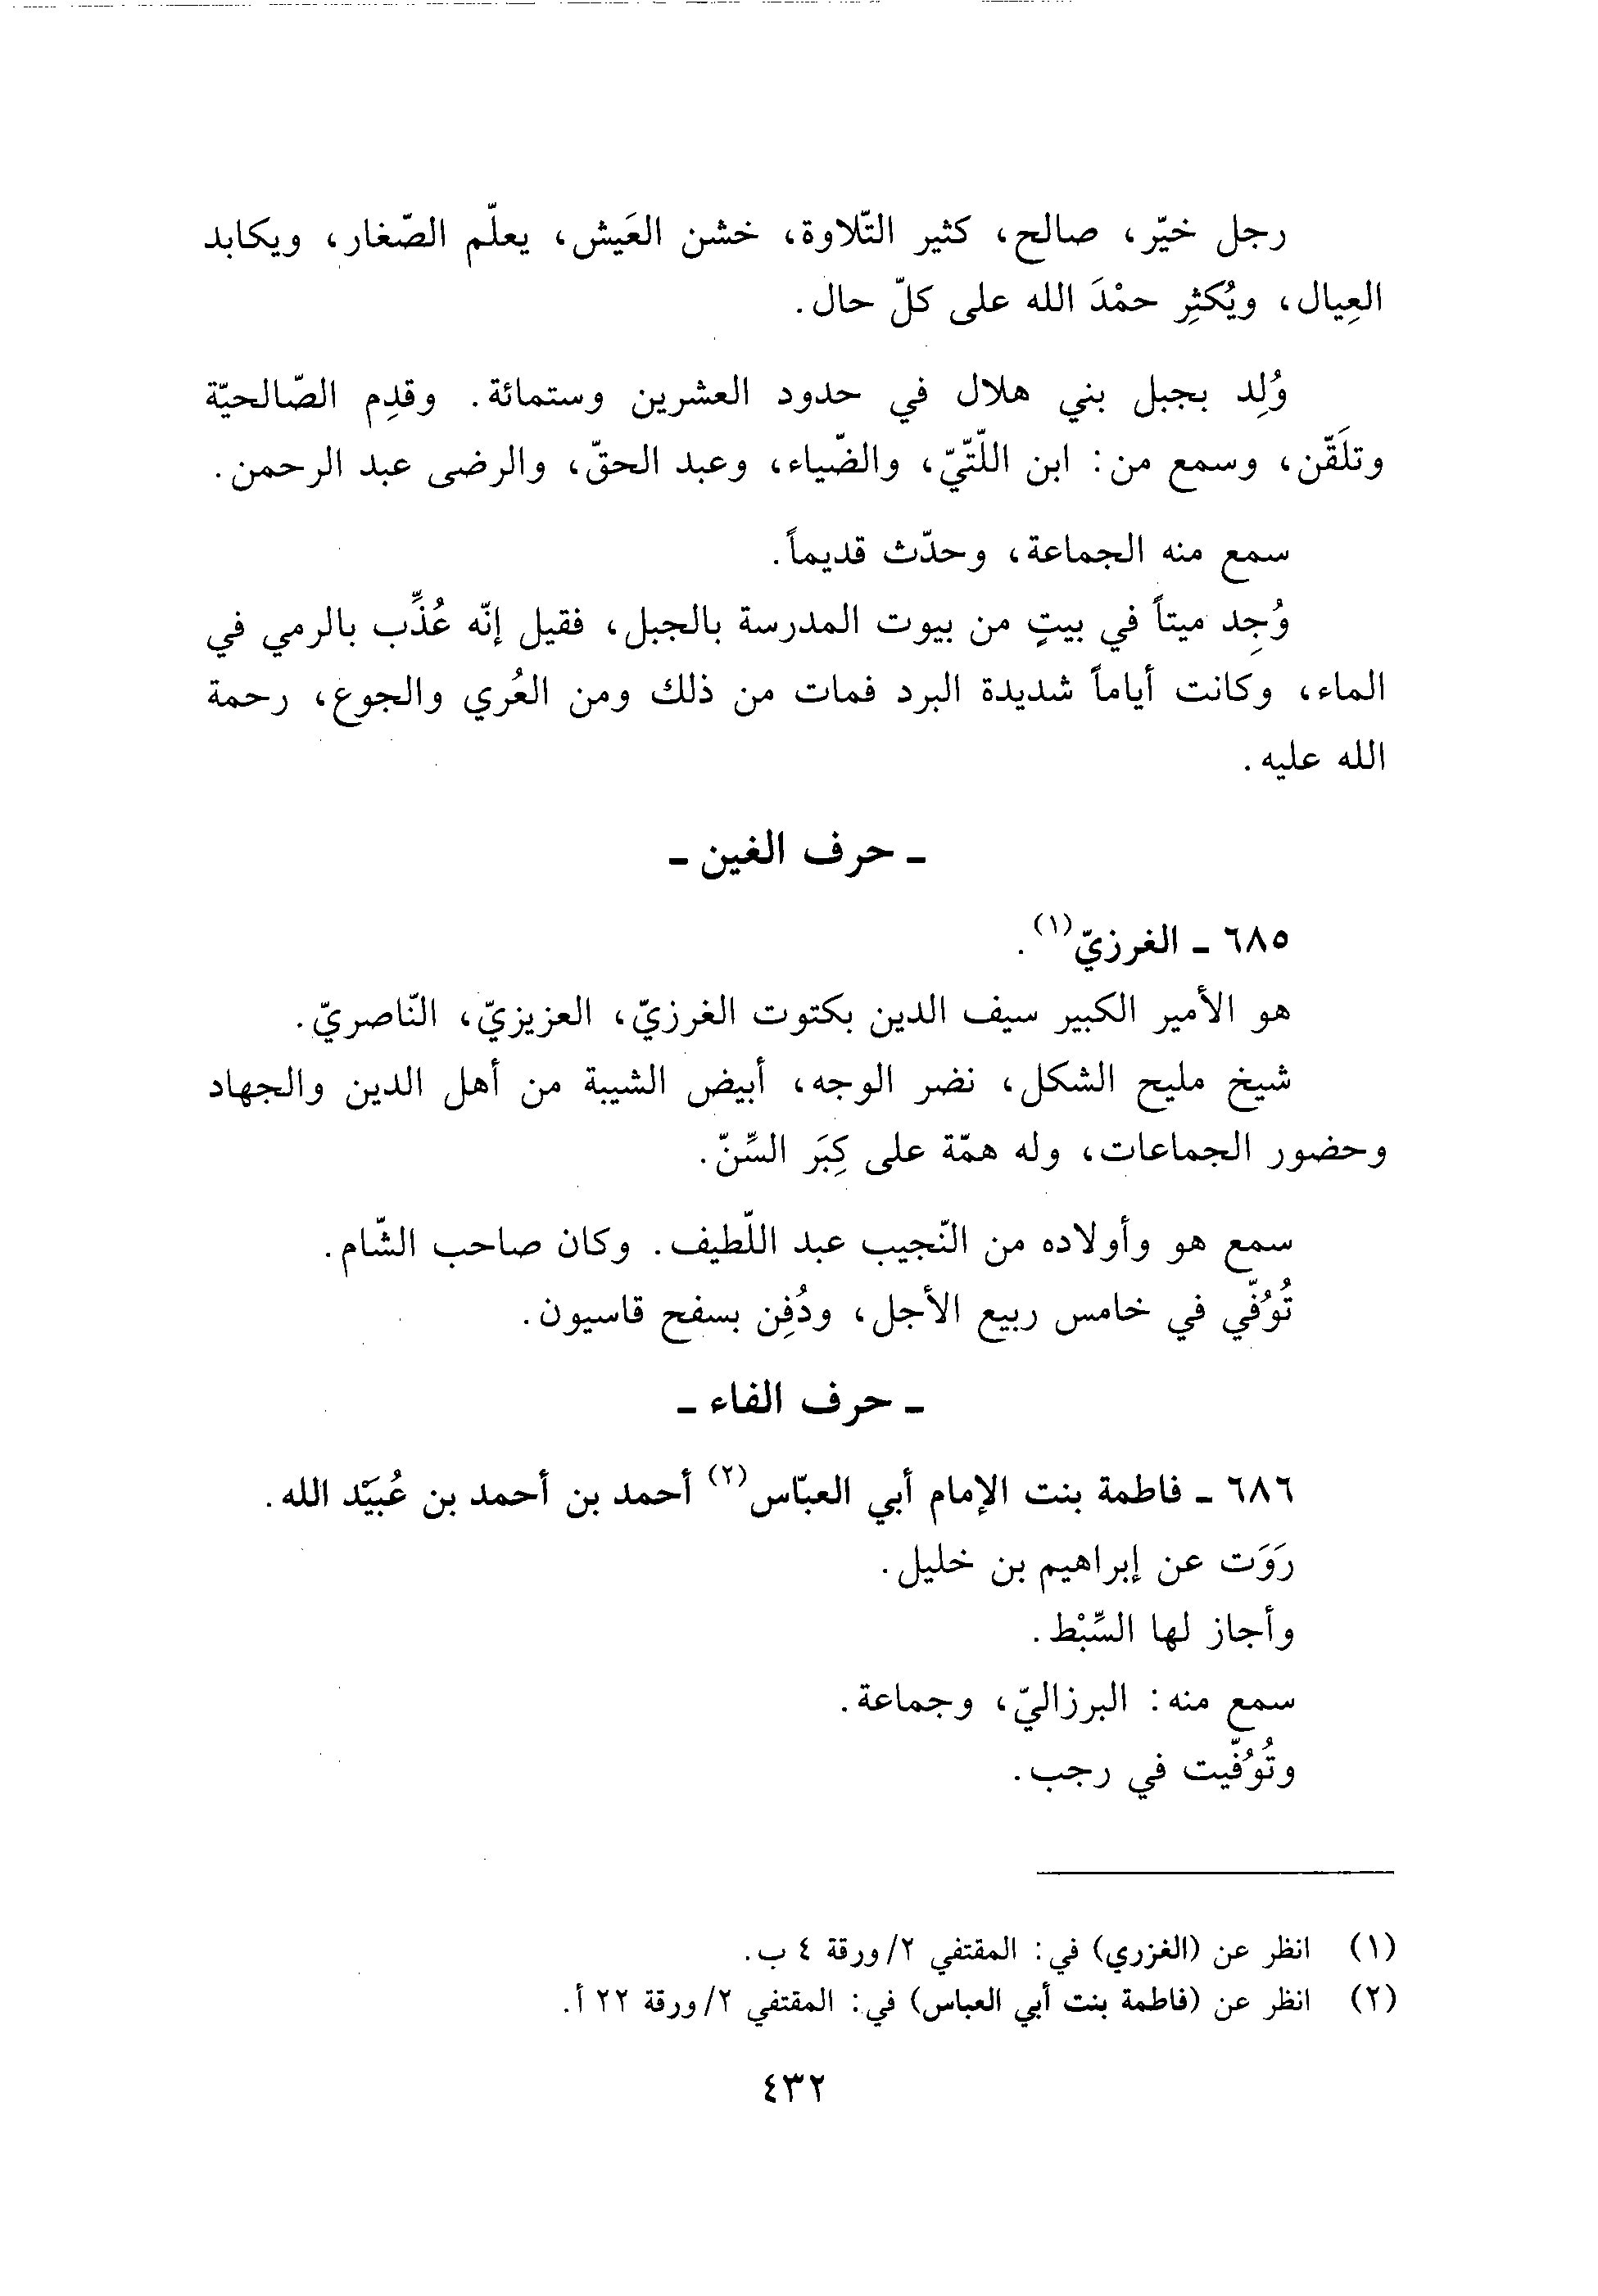 رجل خيّر، صالح، كثير التّلاوة، خشن العَيش، يعلّم الصّغار، ويكابد
العِيال، ويُكثِر حمْدَ الله على كلّ حال.
وُلِد بجبل بني هلال في حدود العشرين وستمائة. وقدِم الصّالحيّة
وتلَقّن، وسمع من: ابن اللّتيّ، والضّياء، وعبد الحقّ، والرضى عبد الرحمن.
سمع منه الجماعة، وحدّث قديماً.
وُجِد ميتاً في بيتٍ من بيوت المدرسة بالجبل، فقيل إنّه عُذِّب بالرمي في
الماء، وكانت أياماً شديدة البرد فمات من ذلك ومن العُري والجوع، رحمة
الله عليه.
ـ حرف الغين ـ
٦٨٥ ـ الغرزيّ(١).
هو الأمير الكبير سيف الدين بكتوت الغرزيّ، العزيزيّ، النّاصريّ.
شيخ مليح الشكل، نضر الوجه، أبيض الشيبة من أهل الدين والجهاد
وحضور الجماعات، وله همّة على كِبَر السِّنّ.
سمع هو وأولاده من النّجيب عبد اللّطيف. وكان صاحب الشّام.
تُوُفّي في خامس ربيع الأجل، ودُفِن بسفح قاسيون.
ـ حرف الفاء ـ
٦٨٦ ـ فاطمة بنت الإمام أبي العبّاس(٢) أحمد بن أحمد بن عُبَيْد الله.
رَوَت عن إبراهيم بن خليل.
وأجاز لها السِّبْط.
سمع منه: البرزاليّ، وجماعة.
وتُوُفّيت في رجب.
(١) انظر عن (الغزري) في: المقتفي ٢/ورقة ٤ ب.
(٢) انظر عن (فاطمة بنت أبي العباس) في: المقتفي ٢/ورقة ٢٢ أ.
٤٣٢